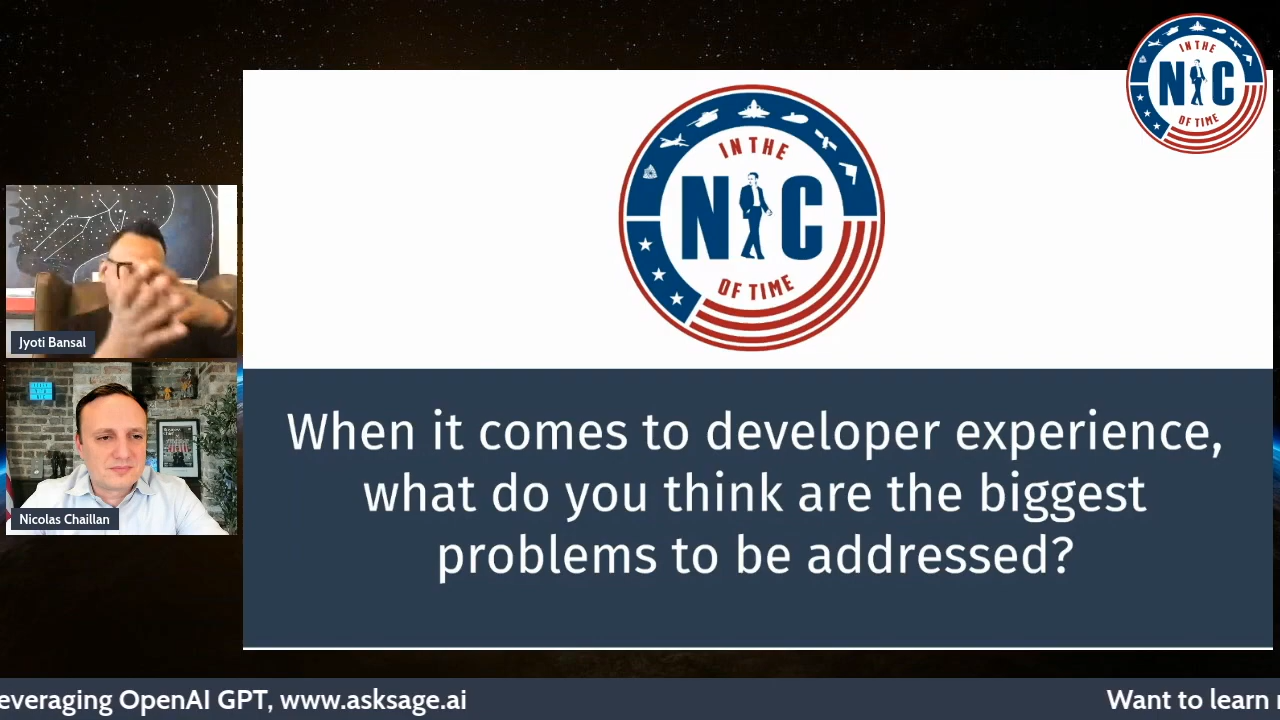 IN THE
NIC
OF TIME
IN THE
NIC
OF TIME
Jyoti Bansal
Nicolas Chaillan
When it comes to developer experience,
what do you think are the biggest
problems to be addressed?
everaging OpenAI GPT, www.asksage.ai
Want to learn